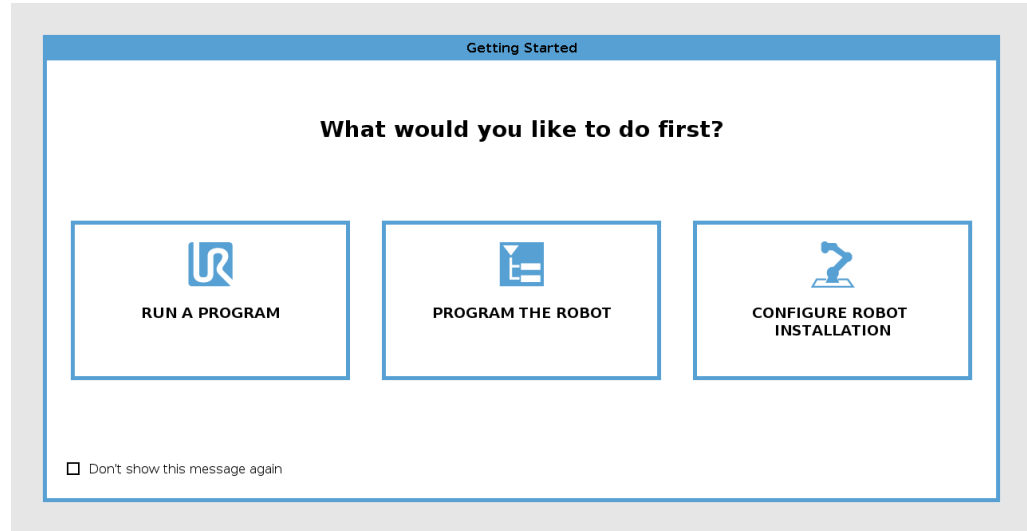 Getting Started
What would you like to do first?
RUN A PROGRAM
PROGRAM THE ROBOT
CONFIGURE ROBOT
INSTALLATION
Don't show this message again